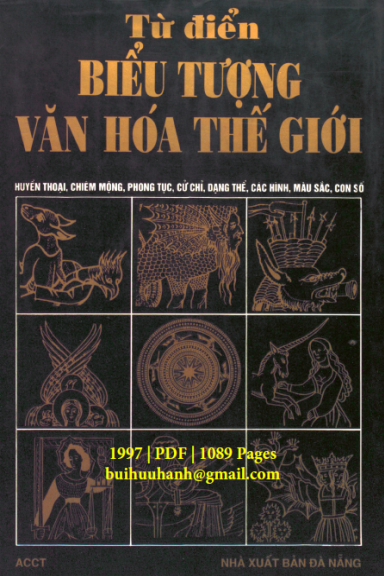 Từ điển
BIỂU TƯỢNG
VĂN HÓA THẾ GIỚI
HUYỀN THOẠI, CHIÊM MỘNG, PHONG TỤC, CỬ CHỈ, DẠNG THỂ, CÁC HÌNH, MÀU SẮC, CON SỐ
1997 | PDF | 1089 Pages
buihuuhanh@gmail.com
ACCT
NHÀ XUẤT BẢN ĐÀ NẴNG